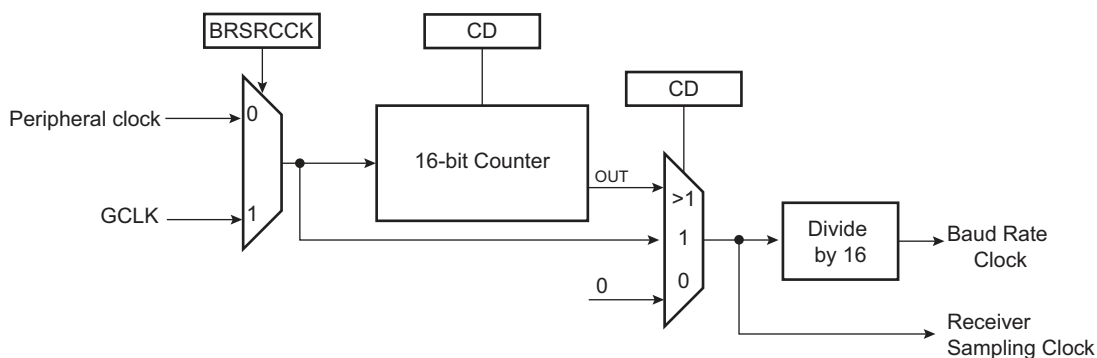 BRSRCCK
CD
CD
Peripheral clock
0
16-bit Counter
OUT
>1
GCLK
1
1
Divide
by 16
Baud Rate
Clock
0
0
Receiver
Sampling Clock